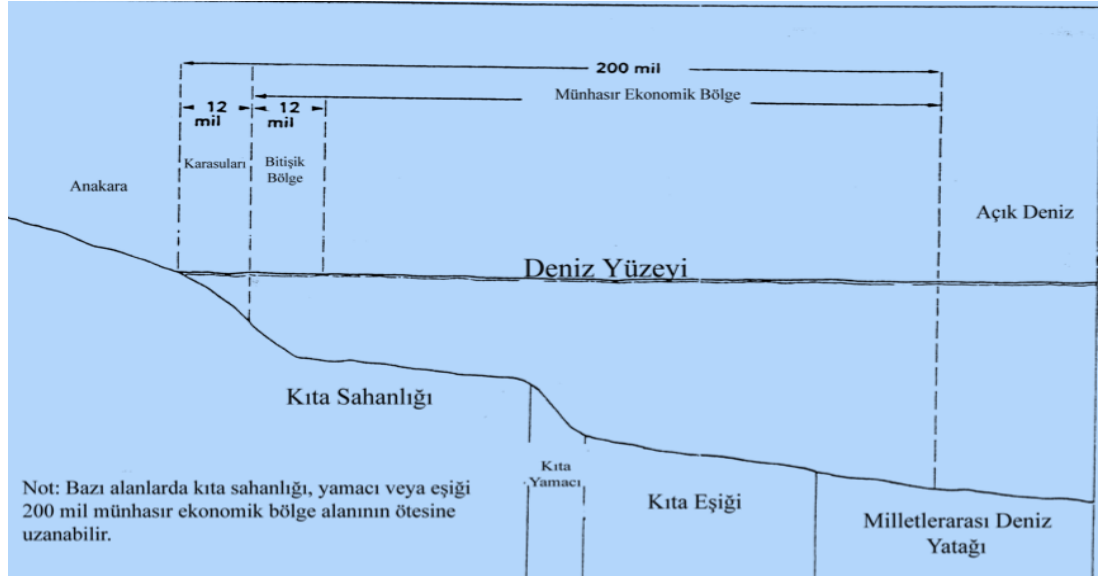 200 mil
Münhasır Ekonomik Bölge
12
mil
12
mil
Karasuları
Bitişik
Bölge
Anakara
Açık Deniz
Deniz Yüzeyi
Kıta Sahanlığı
Kıta
Yamacı
Kıta Eşiği
Milletlerarası Deniz
Yatağı
Not: Bazı alanlarda kıta sahanlığı, yamacı veya eşiği
200 mil münhasır ekonomik bölge alanının ötesine
uzanabilir.